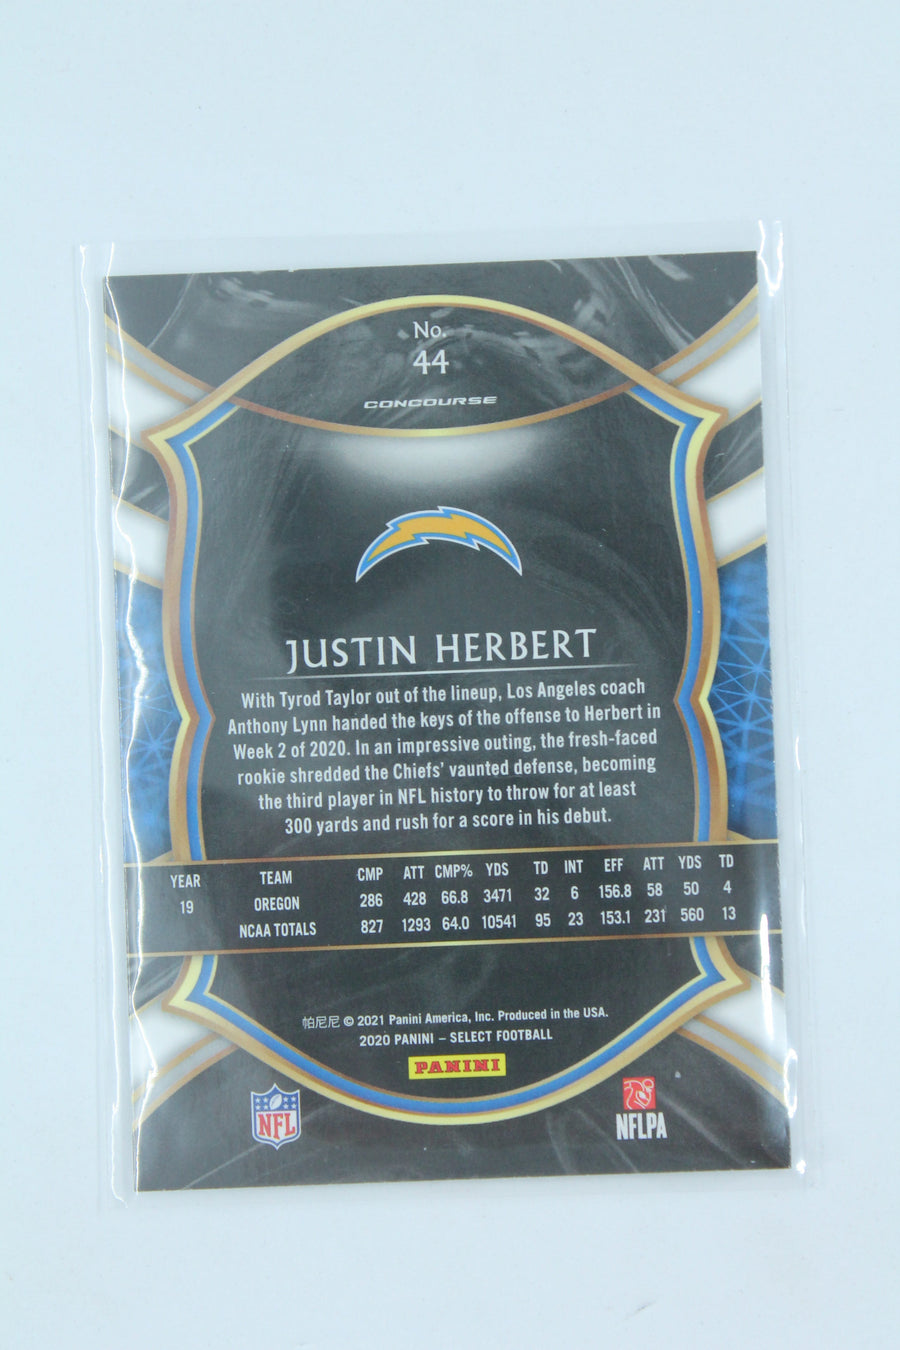 No.
44
CONCOURSE
JUSTIN HERBERT
With Tyrod Taylor out of the lineup, Los Angeles coach
Anthony Lynn handed the keys of the offense to Herbert in
Week 2 of 2020. In an impressive outing, the fresh-faced
rookie shredded the Chiefs' vaunted defense, becoming
the third player in NFL history to throw for at least
300 yards and rush for a score in his debut.
YEAR TEAM CMP ATT CMP% YDS TD INT EFF ATT YDS TD
19 OREGON 286 428 66.8 3471 32 6 156.8 58 50 4
NCAA TOTALS 827 1293 64.0 10541 95 23 153.1 231 560 13
帕尼尼 © 2021 Panini America, Inc. Produced in the USA.
2020 PANINI – SELECT FOOTBALL
PANINI
NFL
NFLPA